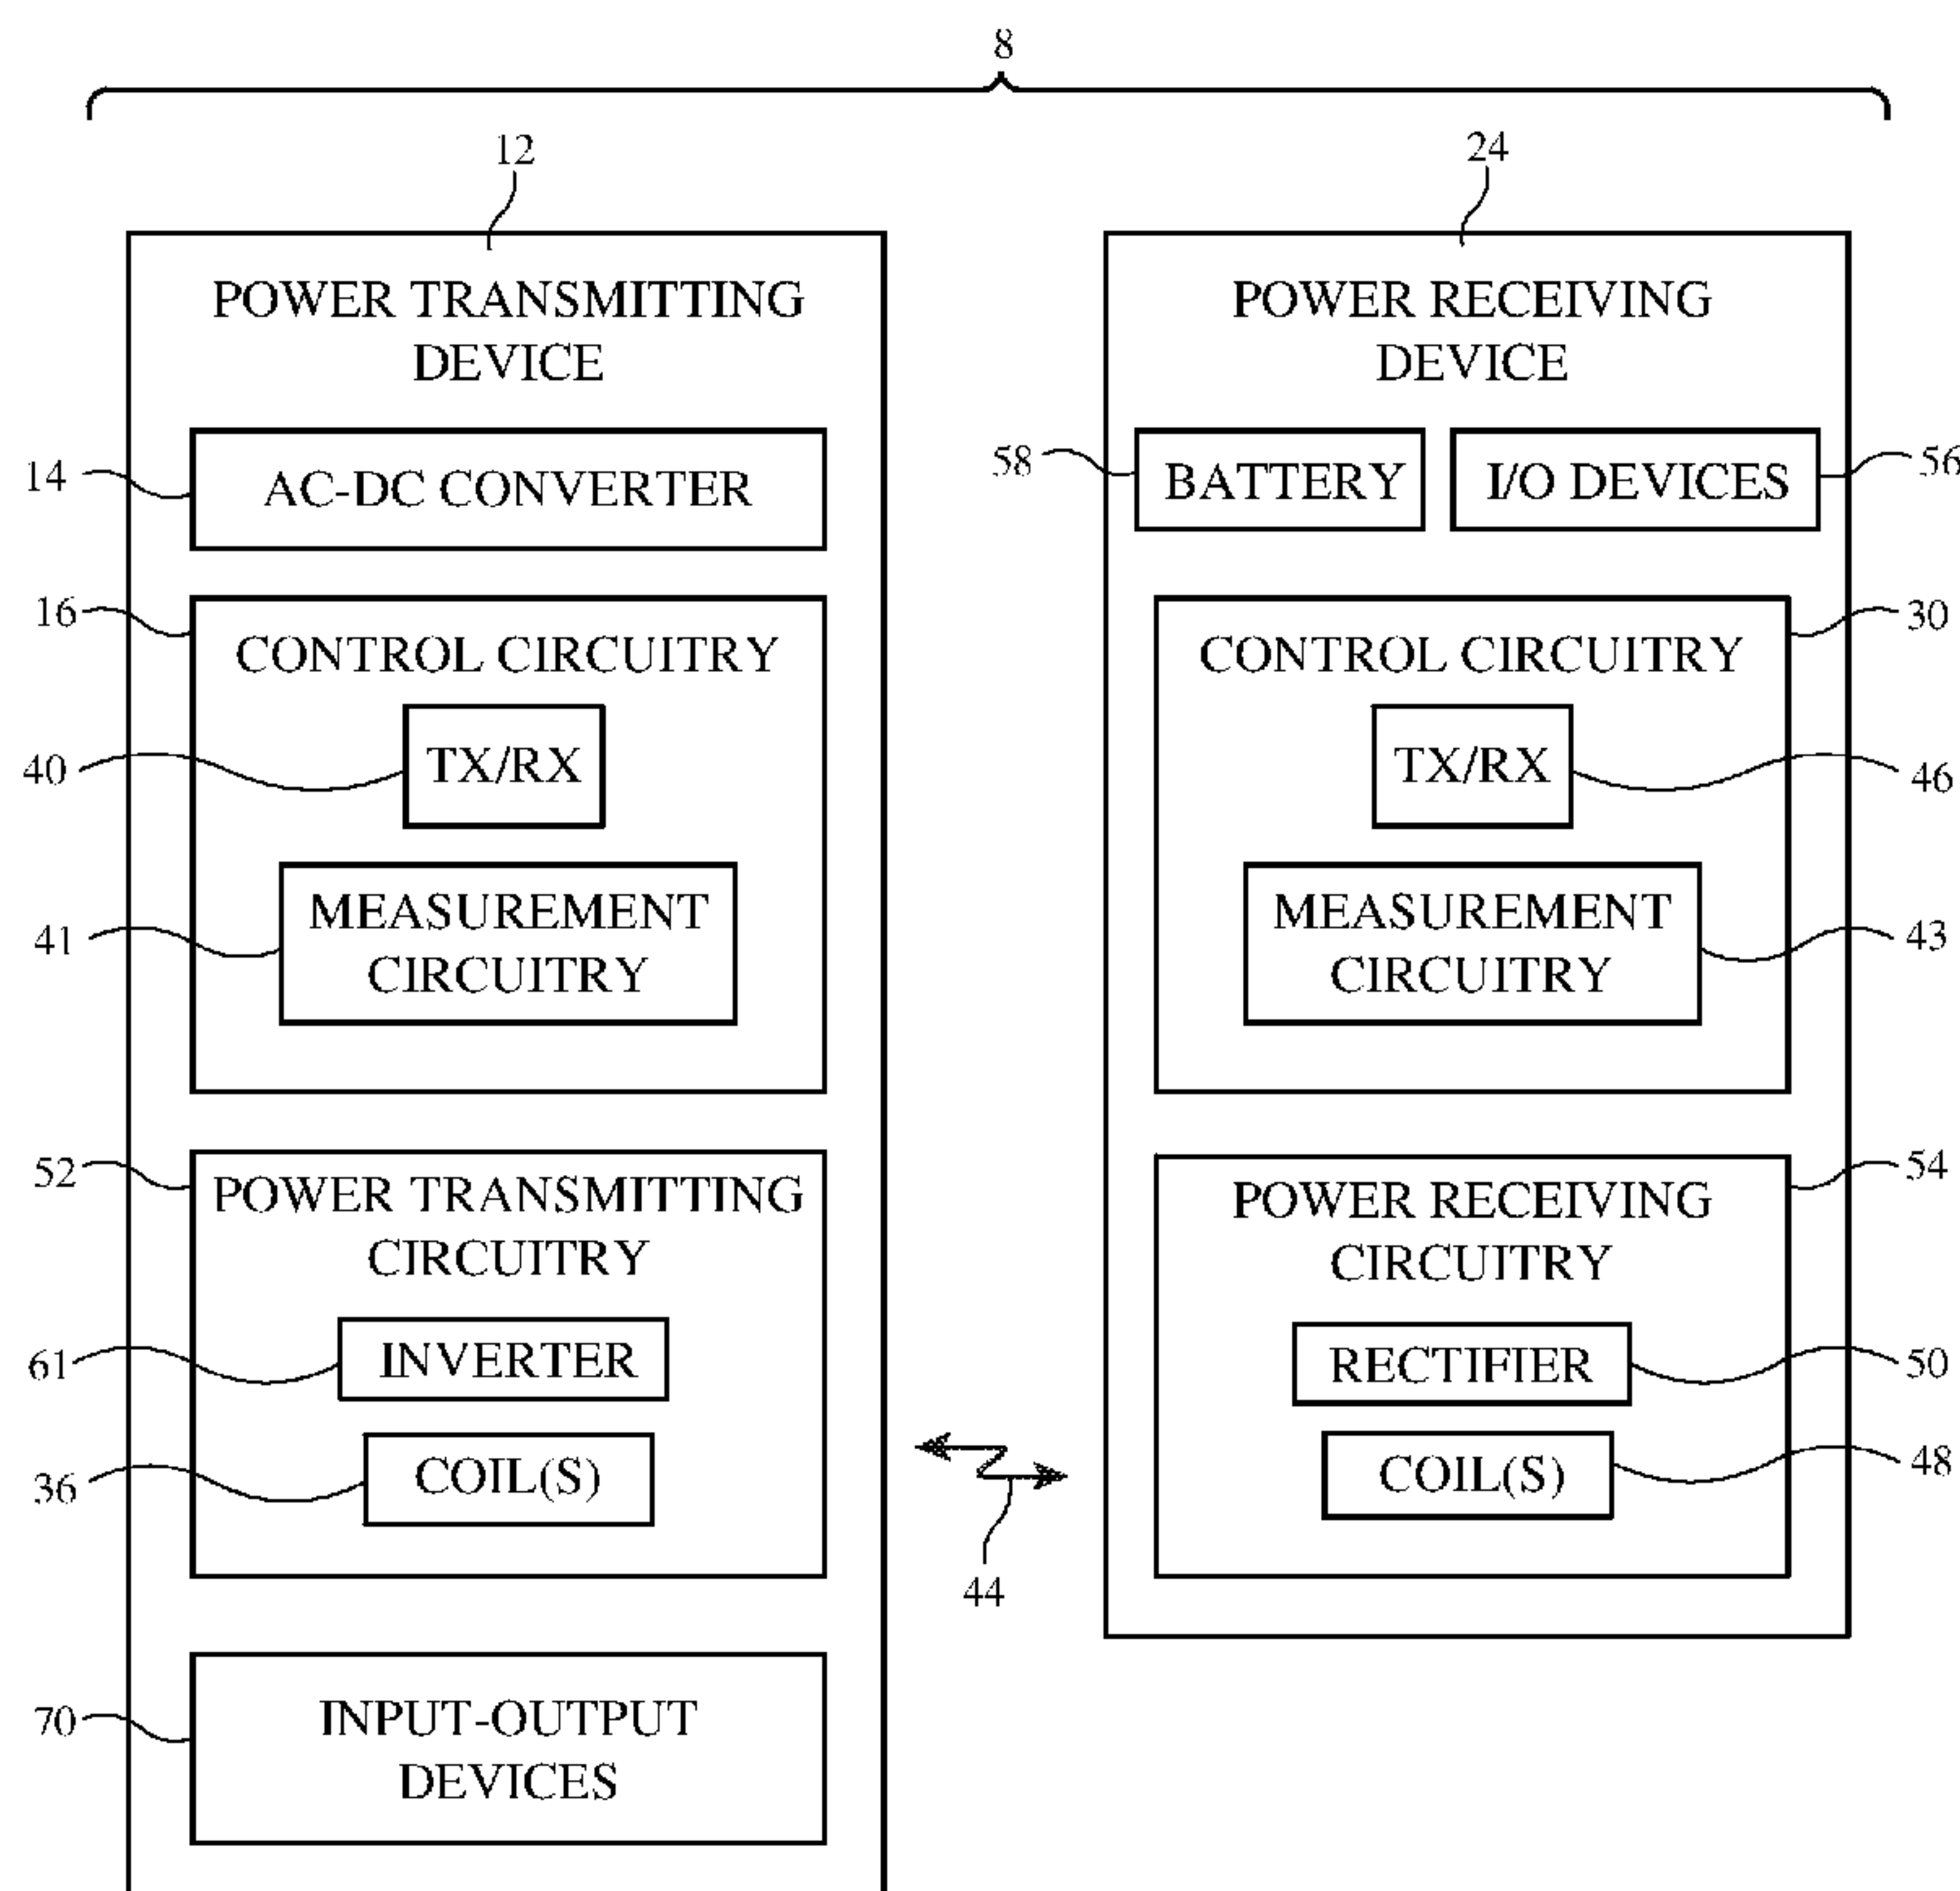 8
12
POWER TRANSMITTING
DEVICE
14
AC-DC CONVERTER
16
CONTROL CIRCUITRY
40
TX/RX
41
MEASUREMENT
CIRCUITRY
52
POWER TRANSMITTING
CIRCUITRY
61
INVERTER
36
COIL(S)
70
INPUT-OUTPUT
DEVICES
44
24
POWER RECEIVING
DEVICE
58
BATTERY
I/O DEVICES
56
30
CONTROL CIRCUITRY
TX/RX
46
MEASUREMENT
CIRCUITRY
43
54
POWER RECEIVING
CIRCUITRY
RECTIFIER
50
COIL(S)
48